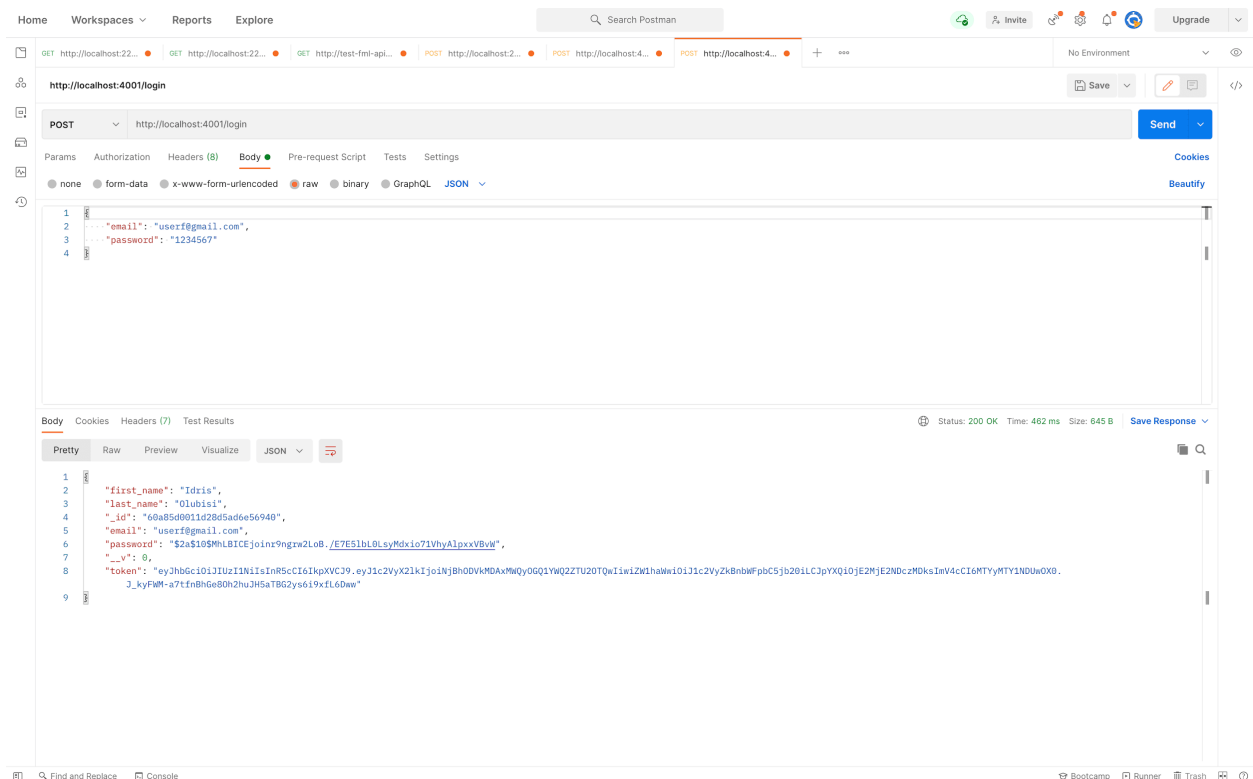 Home Workspaces Reports Explore Search Postman Invite Upgrade
GET http://localhost:22... GET http://localhost:22... GET http://test-fml-api... POST http://localhost:2... POST http://localhost:4... POST http://localhost:4... No Environment
http://localhost:4001/login Save
POST http://localhost:4001/login Send
Params Authorization Headers (8) Body Pre-request Script Tests Settings Cookies
none form-data x-www-form-urlencoded raw binary GraphQL JSON Beautify
1 {
2 "email": "userf@gmail.com",
3 "password": "1234567"
4 }
Body Cookies Headers (7) Test Results Status: 200 OK Time: 462 ms Size: 645 B Save Response
Pretty Raw Preview Visualize JSON
1 {
2 "first_name": "Idris",
3 "last_name": "Olubisi",
4 "_id": "60a85d0011d28d5ad6e56940",
5 "email": "userf@gmail.com",
6 "password": "$2a$10$MhLBICEjoinr9ngrw2LoB./E7E5lbL0LsyMdxio71VhyAlpxxVBvW",
7 "__v": 0,
8 "token": "eyJhbGciOiJIUzI1NiIsInR5cCI6IkpXVCJ9.eyJ1c2VyX2lkIjoiNjBhODVkMDAxMWQyOGQ1YWQ2ZTU2OTQwIiwiZW1haWwiOiJ1c2VyZkBnbWFpbC5jb20iLCJpYXQiOjE2MjE2NDczMDksImV4cCI6MTYyMTY1NDUwOX0.
J_kyFWM-a7tfnBhGe8Oh2huJH5aTBG2ys6i9xfL6Dww"
9 }
Find and Replace Console Bootcamp Runner Trash